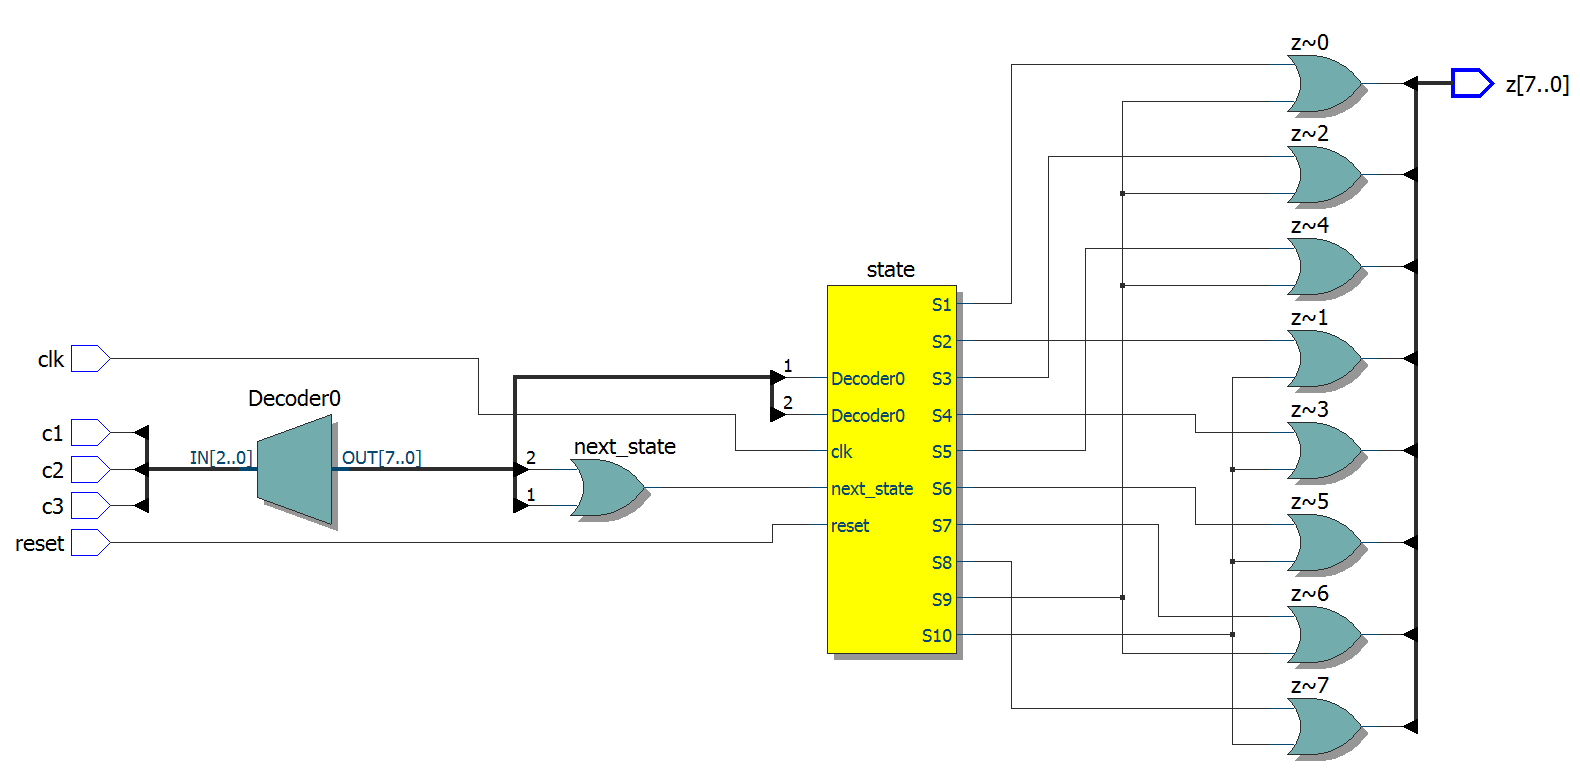 z~0
z[7..0]
z~2
z~4
state
S1
z~1
S2
clk
1
Decoder0
S3
Decoder0
2
Decoder0
S4
z~3
c1
next_state
IN[2..0]
OUT[7..0]
2
clk
S5
c2
1
next_state
S6
z~5
c3
reset
S7
reset
S8
z~6
S9
S10
z~7